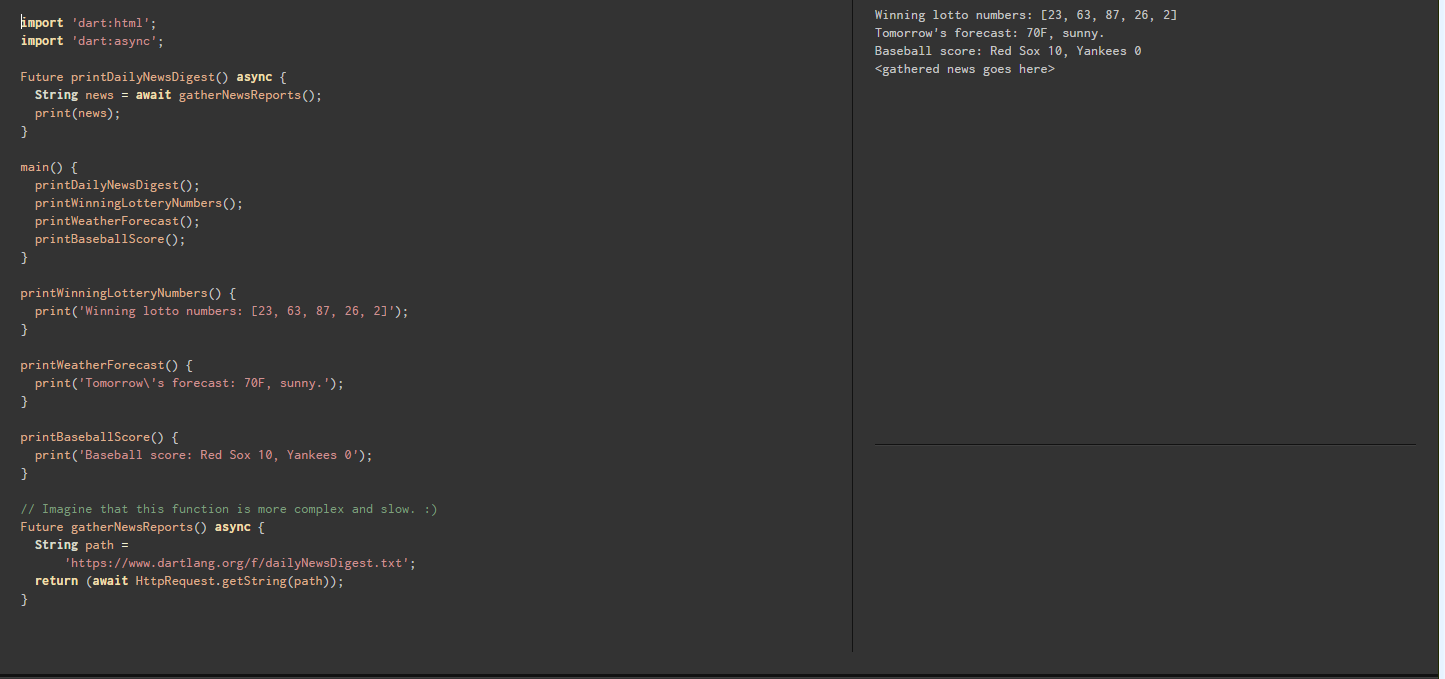 import 'dart:html';
import 'dart:async';
Future printDailyNewsDigest() async {
  String news = await gatherNewsReports();
  print(news);
}
main() {
  printDailyNewsDigest();
  printWinningLotteryNumbers();
  printWeatherForecast();
  printBaseballScore();
}
printWinningLotteryNumbers() {
  print('Winning lotto numbers: [23, 63, 87, 26, 2]');
}
printWeatherForecast() {
  print('Tomorrow\'s forecast: 70F, sunny.');
}
printBaseballScore() {
  print('Baseball score: Red Sox 10, Yankees 0');
}
// Imagine that this function is more complex and slow. :)
Future gatherNewsReports() async {
  String path =
      'https://www.dartlang.org/f/dailyNewsDigest.txt';
  return (await HttpRequest.getString(path));
}
Winning lotto numbers: [23, 63, 87, 26, 2]
Tomorrow's forecast: 70F, sunny.
Baseball score: Red Sox 10, Yankees 0
<gathered news goes here>